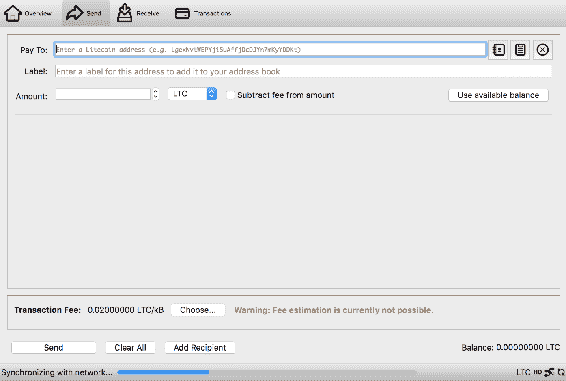 Overview Send Receive Transactions
Pay To: Enter a Litecoin address (e.g.
Label: Enter a label for this address to add it to your address book
Amount: LTC Subtract fee from amount Use available balance
Transaction Fee: 0.02000000 LTC/kB Choose... Warning: Fee estimation is currently not possible.
Send Clear All Add Recipient Balance: 0.00000000 LTC
Synchronizing with network... LTC HD